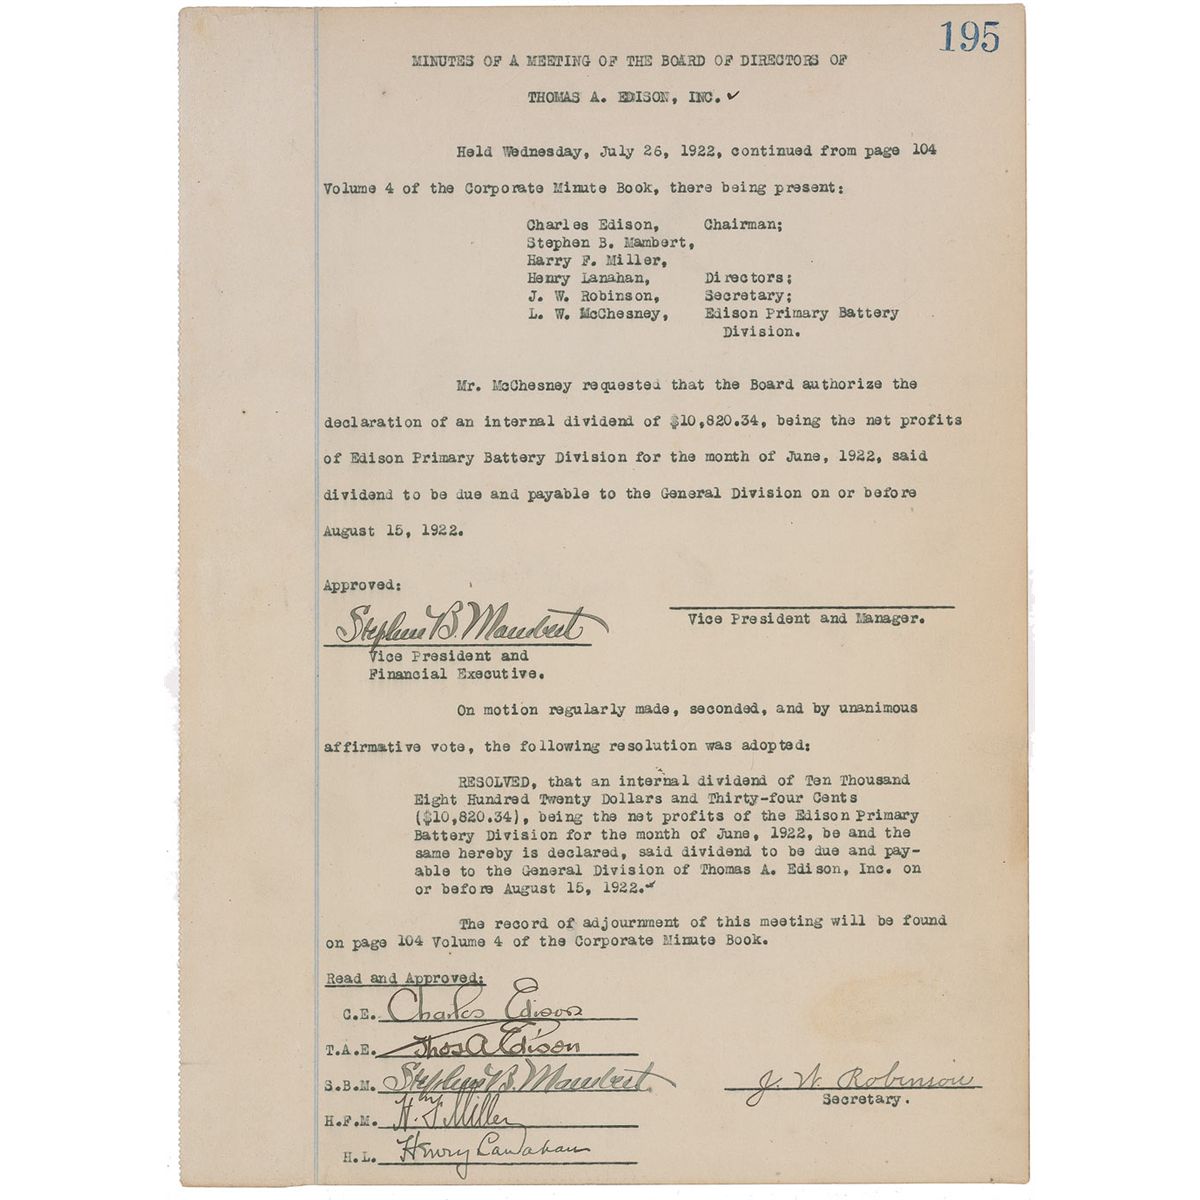 195
MINUTES OF A MEETING OF THE BOARD OF DIRECTORS OF
THOMAS A. EDISON, INC. ✓
Held Wednesday, July 26, 1922, continued from page 104
Volume 4 of the Corporate Minute Book, there being present:
Charles Edison, Chairman;
Stephen B. Mambert,
Harry F. Miller,
Henry Lanahan, Directors;
J. W. Robinson, Secretary;
L. W. McChesney, Edison Primary Battery
Division.
Mr. McChesney requested that the Board authorize the
declaration of an internal dividend of $10,820.34, being the net profits
of Edison Primary Battery Division for the month of June, 1922, said
dividend to be due and payable to the General Division on or before
August 15, 1922.
Approved:
Stephen B. Mambert
Vice President and Manager.
Vice President and
Financial Executive.
On motion regularly made, seconded, and by unanimous
affirmative vote, the following resolution was adopted:
RESOLVED, that an internal dividend of Ten Thousand
Eight Hundred Twenty Dollars and Thirty-four Cents
($10,820.34), being the net profits of the Edison Primary
Battery Division for the month of June, 1922, be and the
same hereby is declared, said dividend to be due and pay-
able to the General Division of Thomas A. Edison, Inc. on
or before August 15, 1922.
The record of adjournment of this meeting will be found
on page 104 Volume 4 of the Corporate Minute Book.
Read and Approved:
C.E. Charles Edison
T.A.E. Thos A Edison
S.B.M. Stephen B. Mambert
J. W. Robinson
Secretary.
H.F.M. H. F. Miller
H.L. Henry Lanahan